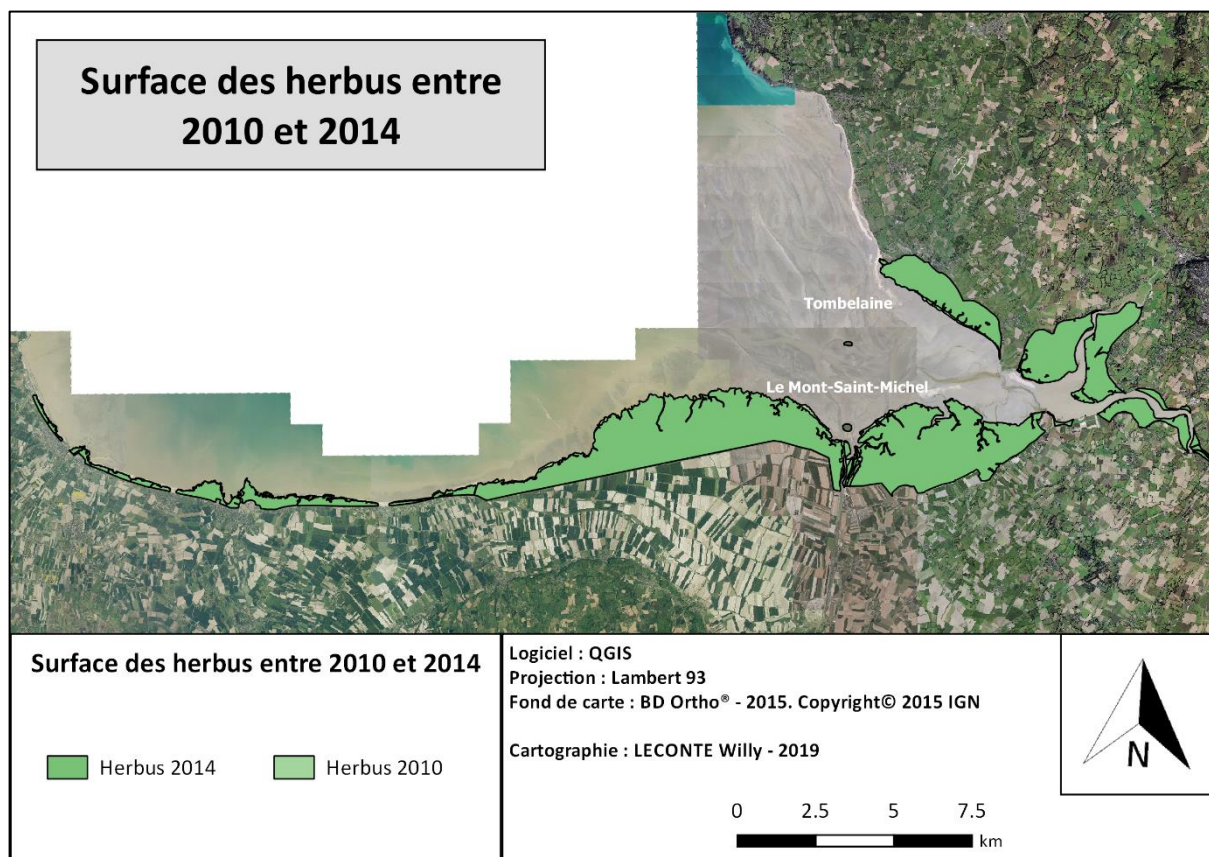 Surface des herbus entre
2010 et 2014
Tombelaine
Le Mont-Saint-Michel
Surface des herbus entre 2010 et 2014
Herbus 2014
Herbus 2010
Logiciel : QGIS
Projection : Lambert 93
Fond de carte : BD Ortho® - 2015. Copyright© 2015 IGN
Cartographie : LECONTE Willy - 2019
N
0 2.5 5 7.5
km